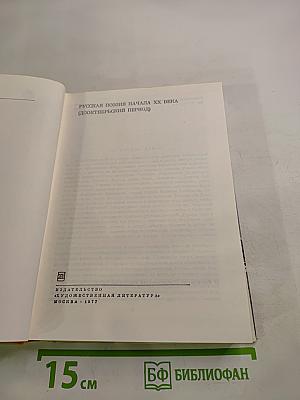 РУССКАЯ ПОЭЗИЯ НАЧАЛА XX ВЕКА
(ДООКТЯБРЬСКИЙ ПЕРИОД)
ИЗДАТЕЛЬСТВО
«ХУДОЖЕСТВЕННАЯ ЛИТЕРАТУРА»
МОСКВА · 1977
15 см
БФ БИБЛИОФАН